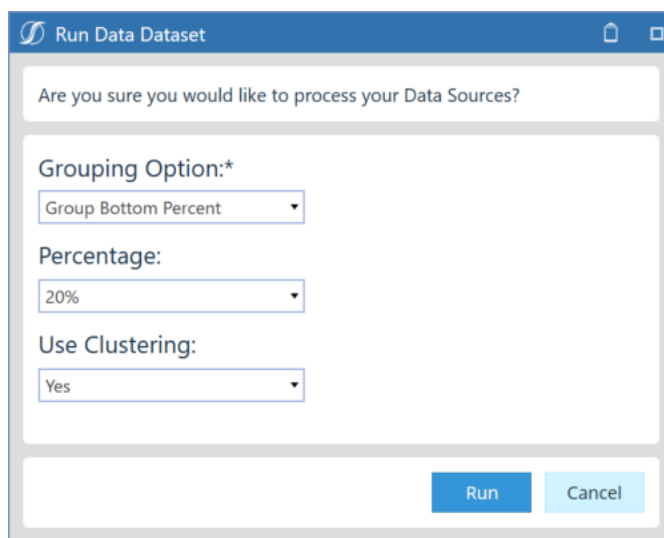 Run Data Dataset
Are you sure you would like to process your Data Sources?
Grouping Option:*
Group Bottom Percent
Percentage:
20%
Use Clustering:
Yes
Run Cancel